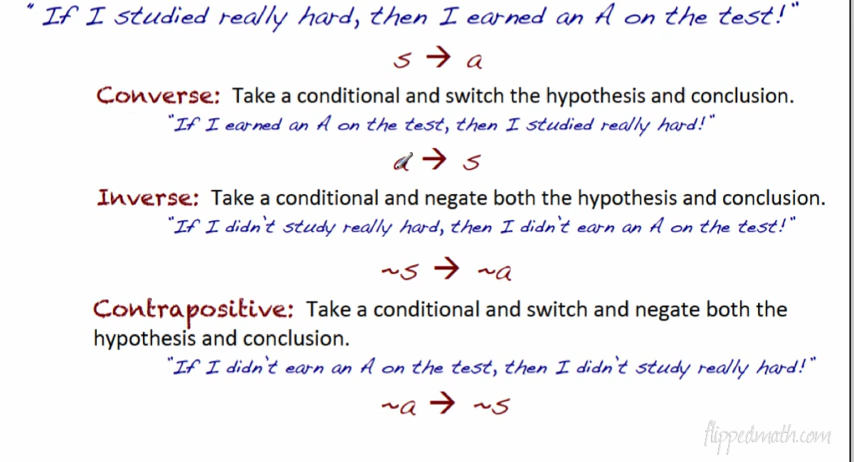 "If I studied really hard, then I earned an A on the test!"
s → a
Converse: Take a conditional and switch the hypothesis and conclusion.
"If I earned an A on the test, then I studied really hard!"
a → s
Inverse: Take a conditional and negate both the hypothesis and conclusion.
"If I didn't study really hard, then I didn't earn an A on the test!"
~s → ~a
Contrapositive: Take a conditional and switch and negate both the
hypothesis and conclusion.
"If I didn't earn an A on the test, then I didn't study really hard!"
~a → ~s
flippedmath.com